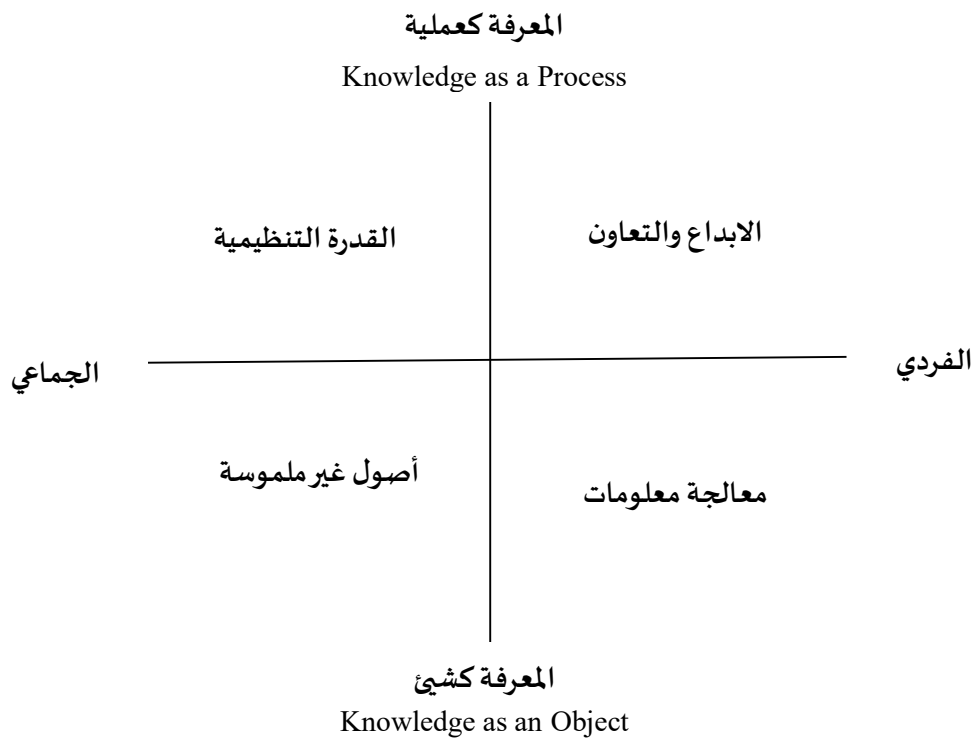 المعرفة كعملية
Knowledge as a Process
الابداع والتعاون
القدرة التنظيمية
الفردي
الجماعي
أصول غير ملموسة
معالجة معلومات
المعرفة كشيئ
Knowledge as an Object